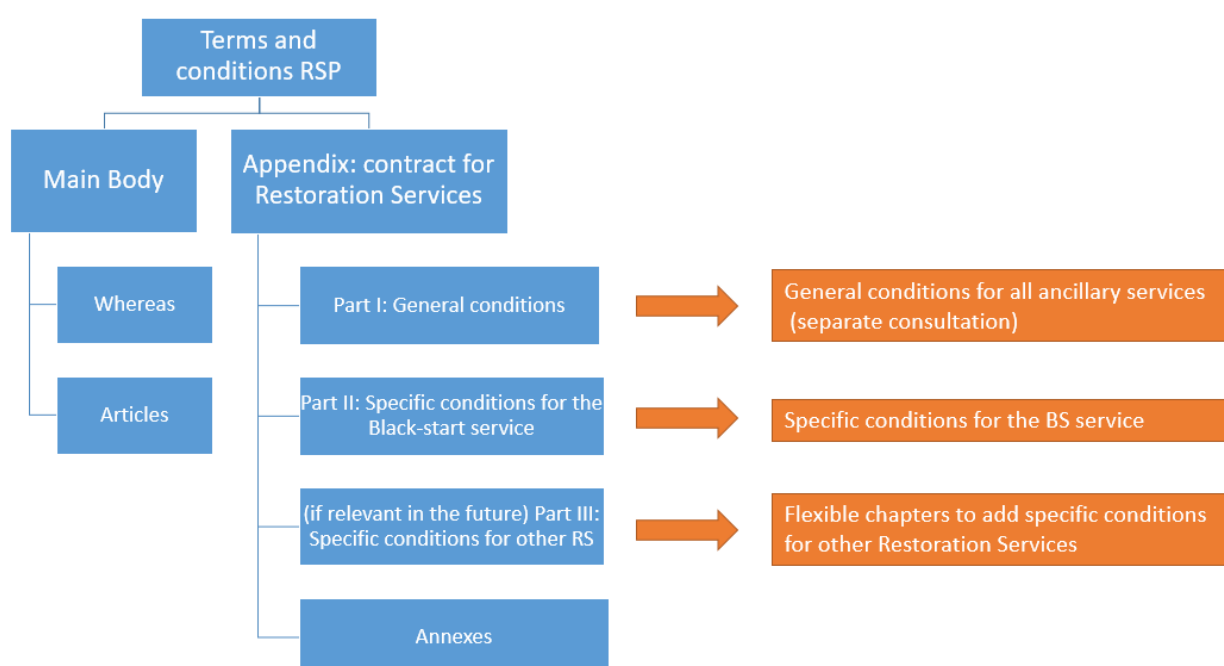 Terms and
conditions RSP
Main Body
Appendix: contract for
Restoration Services
Whereas
Articles
Part I: General conditions
General conditions for all ancillary services
(separate consultation)
Part II: Specific conditions for the
Black-start service
Specific conditions for the BS service
(if relevant in the future) Part III:
Specific conditions for other RS
Flexible chapters to add specific conditions
for other Restoration Services
Annexes